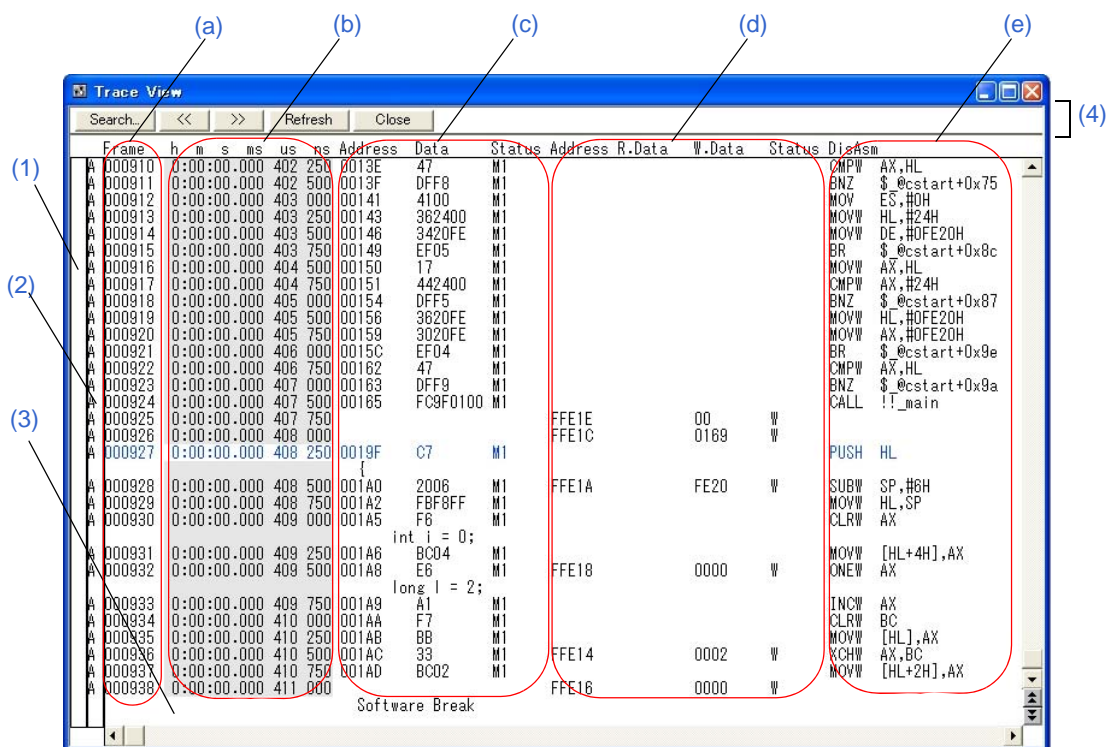 (a) (b) (c) (d) (e)
Trace View
(4)
Search... << >> Refresh Close
Frame h m s ms us ns Address Data Status Address R.Data W.Data Status DisAsm
(1)
(2)
(3)
A 000910 0:00:00.000 402 250 0013E 47 M1 CMPW AX,HL
A 000911 0:00:00.000 402 500 0013F DFF8 M1 BNZ $_@cstart+0x75
A 000912 0:00:00.000 403 000 00141 4100 M1 MOV ES,#0H
A 000913 0:00:00.000 403 250 00143 362400 M1 MOVW HL,#24H
A 000914 0:00:00.000 403 500 00146 3420FE M1 MOVW DE,#0FE20H
A 000915 0:00:00.000 403 750 00149 EF05 M1 BR $_@cstart+0x8c
A 000916 0:00:00.000 404 500 00150 17 M1 MOVW AX,HL
A 000917 0:00:00.000 404 750 00151 442400 M1 CMPW AX,#24H
A 000918 0:00:00.000 405 000 00154 DFF5 M1 BNZ $_@cstart+0x87
A 000919 0:00:00.000 405 500 00156 3620FE M1 MOVW HL,#0FE20H
A 000920 0:00:00.000 405 750 00159 3020FE M1 MOVW AX,#0FE20H
A 000921 0:00:00.000 406 000 0015C EF04 M1 BR $_@cstart+0x9e
A 000922 0:00:00.000 406 750 00162 47 M1 CMPW AX,HL
A 000923 0:00:00.000 407 000 00163 DFF9 M1 BNZ $_@cstart+0x9a
A 000924 0:00:00.000 407 500 00165 FC9F0100 M1 CALL !!_main
A 000925 0:00:00.000 407 750 FFE1E 00 W
A 000926 0:00:00.000 408 000 FFE1C 0169 W
A 000927 0:00:00.000 408 250 0019F C7 M1 PUSH HL
{
A 000928 0:00:00.000 408 500 001A0 2006 M1 FFE1A FE20 W SUBW SP,#6H
A 000929 0:00:00.000 408 750 001A2 FBF8FF M1 MOVW HL,SP
A 000930 0:00:00.000 409 000 001A5 F6 M1 CLRW AX
int i = 0;
A 000931 0:00:00.000 409 250 001A6 BC04 M1 MOVW [HL+4H],AX
A 000932 0:00:00.000 409 500 001A8 E6 M1 FFE18 0000 W ONEW AX
long l = 2;
A 000933 0:00:00.000 409 750 001A9 A1 M1 INCW AX
A 000934 0:00:00.000 410 000 001AA F7 M1 CLRW BC
A 000935 0:00:00.000 410 250 001AB BB M1 MOVW [HL],AX
A 000936 0:00:00.000 410 500 001AC 33 M1 FFE14 0002 W XCHW AX,BC
A 000937 0:00:00.000 410 750 001AD BC02 M1 MOVW [HL+2H],AX
A 000938 0:00:00.000 411 000 FFE16 0000 W
Software Break